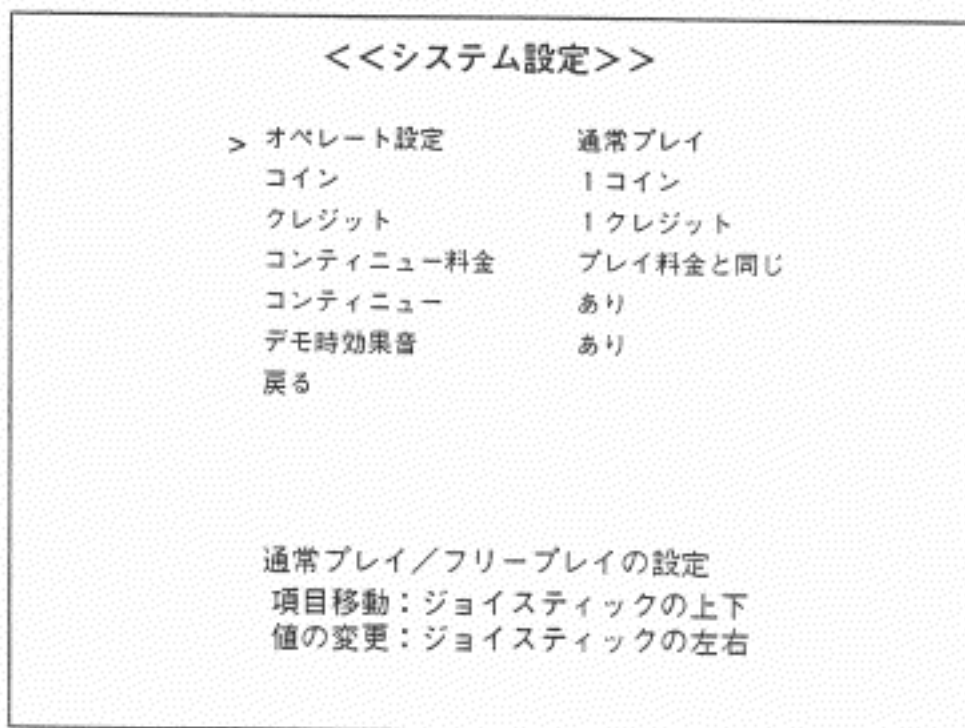 <<システム設定>>
> オペレート設定 通常プレイ
コイン 1コイン
クレジット 1クレジット
コンティニュー料金 プレイ料金と同じ
コンティニュー あり
デモ時効果音 あり
戻る
通常プレイ/フリープレイの設定
項目移動:ジョイスティックの上下
値の変更:ジョイスティックの左右